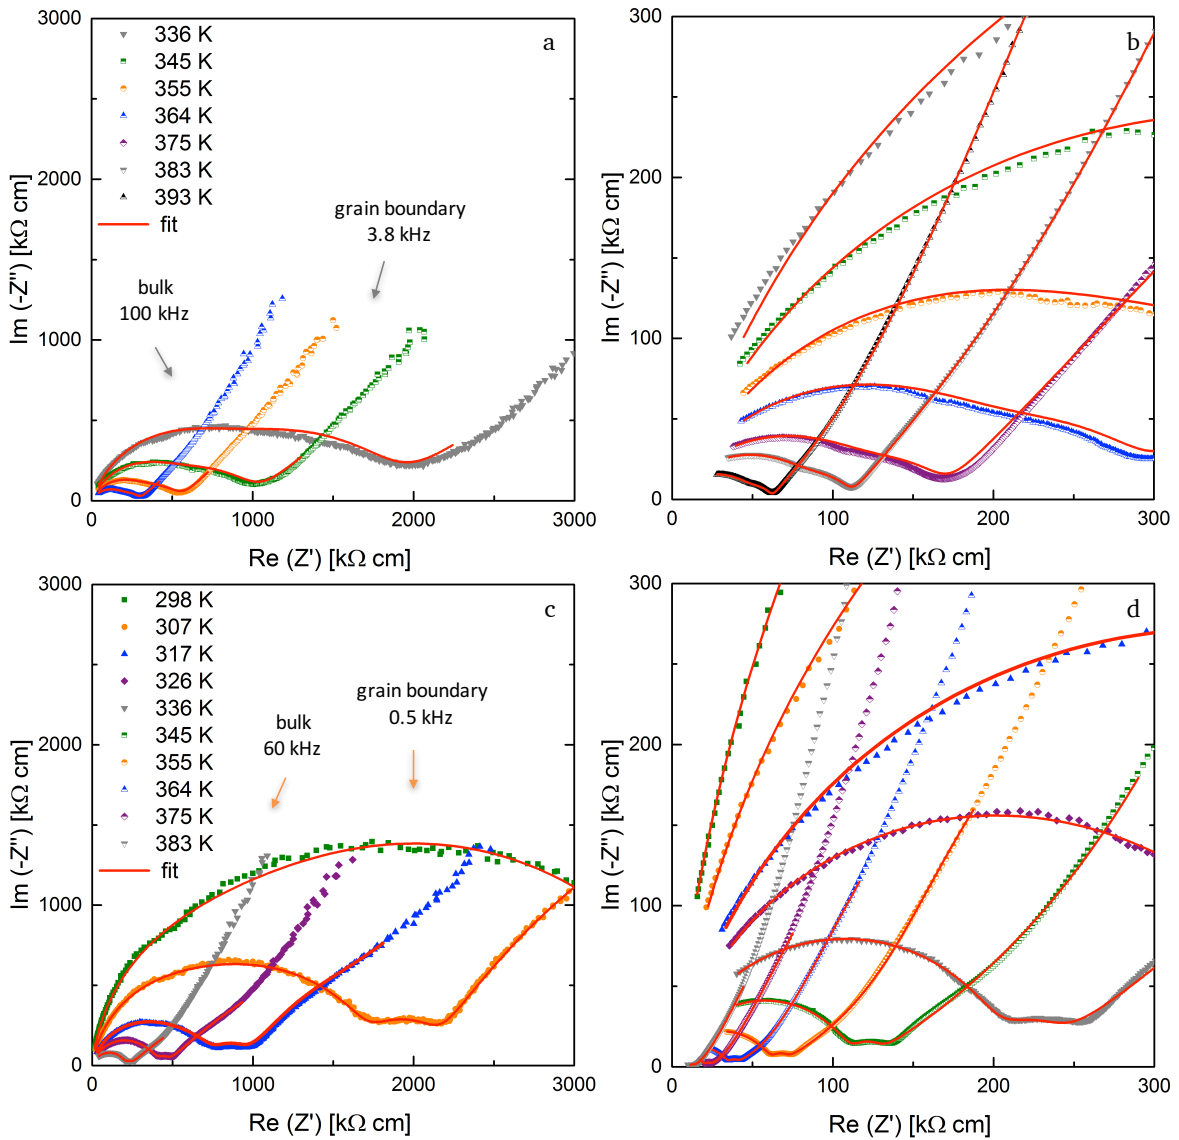 3000
2000
1000
0
Im (-Z'') [kΩ cm]
336 K
345 K
355 K
364 K
375 K
383 K
393 K
fit
a
grain boundary
3.8 kHz
bulk
100 kHz
0
1000
2000
3000
Re (Z') [kΩ cm]
300
200
100
0
Im (-Z'') [kΩ cm]
b
0
100
200
300
Re (Z') [kΩ cm]
3000
2000
1000
0
Im (-Z'') [kΩ cm]
298 K
307 K
317 K
326 K
336 K
345 K
355 K
364 K
375 K
383 K
fit
c
grain boundary
0.5 kHz
bulk
60 kHz
0
1000
2000
3000
Re (Z') [kΩ cm]
300
200
100
0
Im (-Z'') [kΩ cm]
d
0
100
200
300
Re (Z') [kΩ cm]